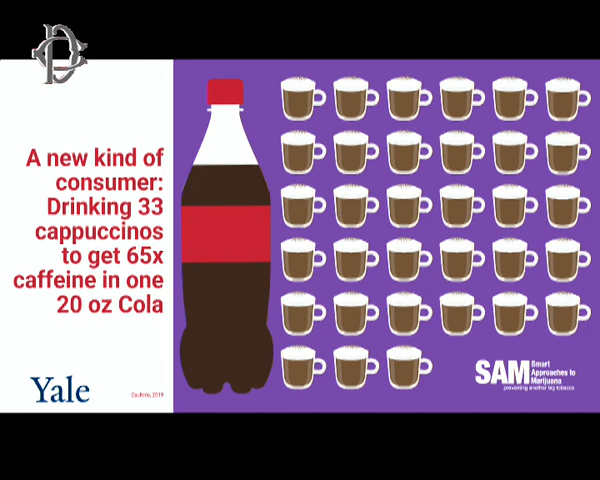 A new kind of
consumer:
Drinking 33
cappuccinos
to get 65x
caffeine in one
20 oz Cola
Yale
Caulkins, 2019
SAM Smart
Approaches to
Marijuana
preventing another big tobacco